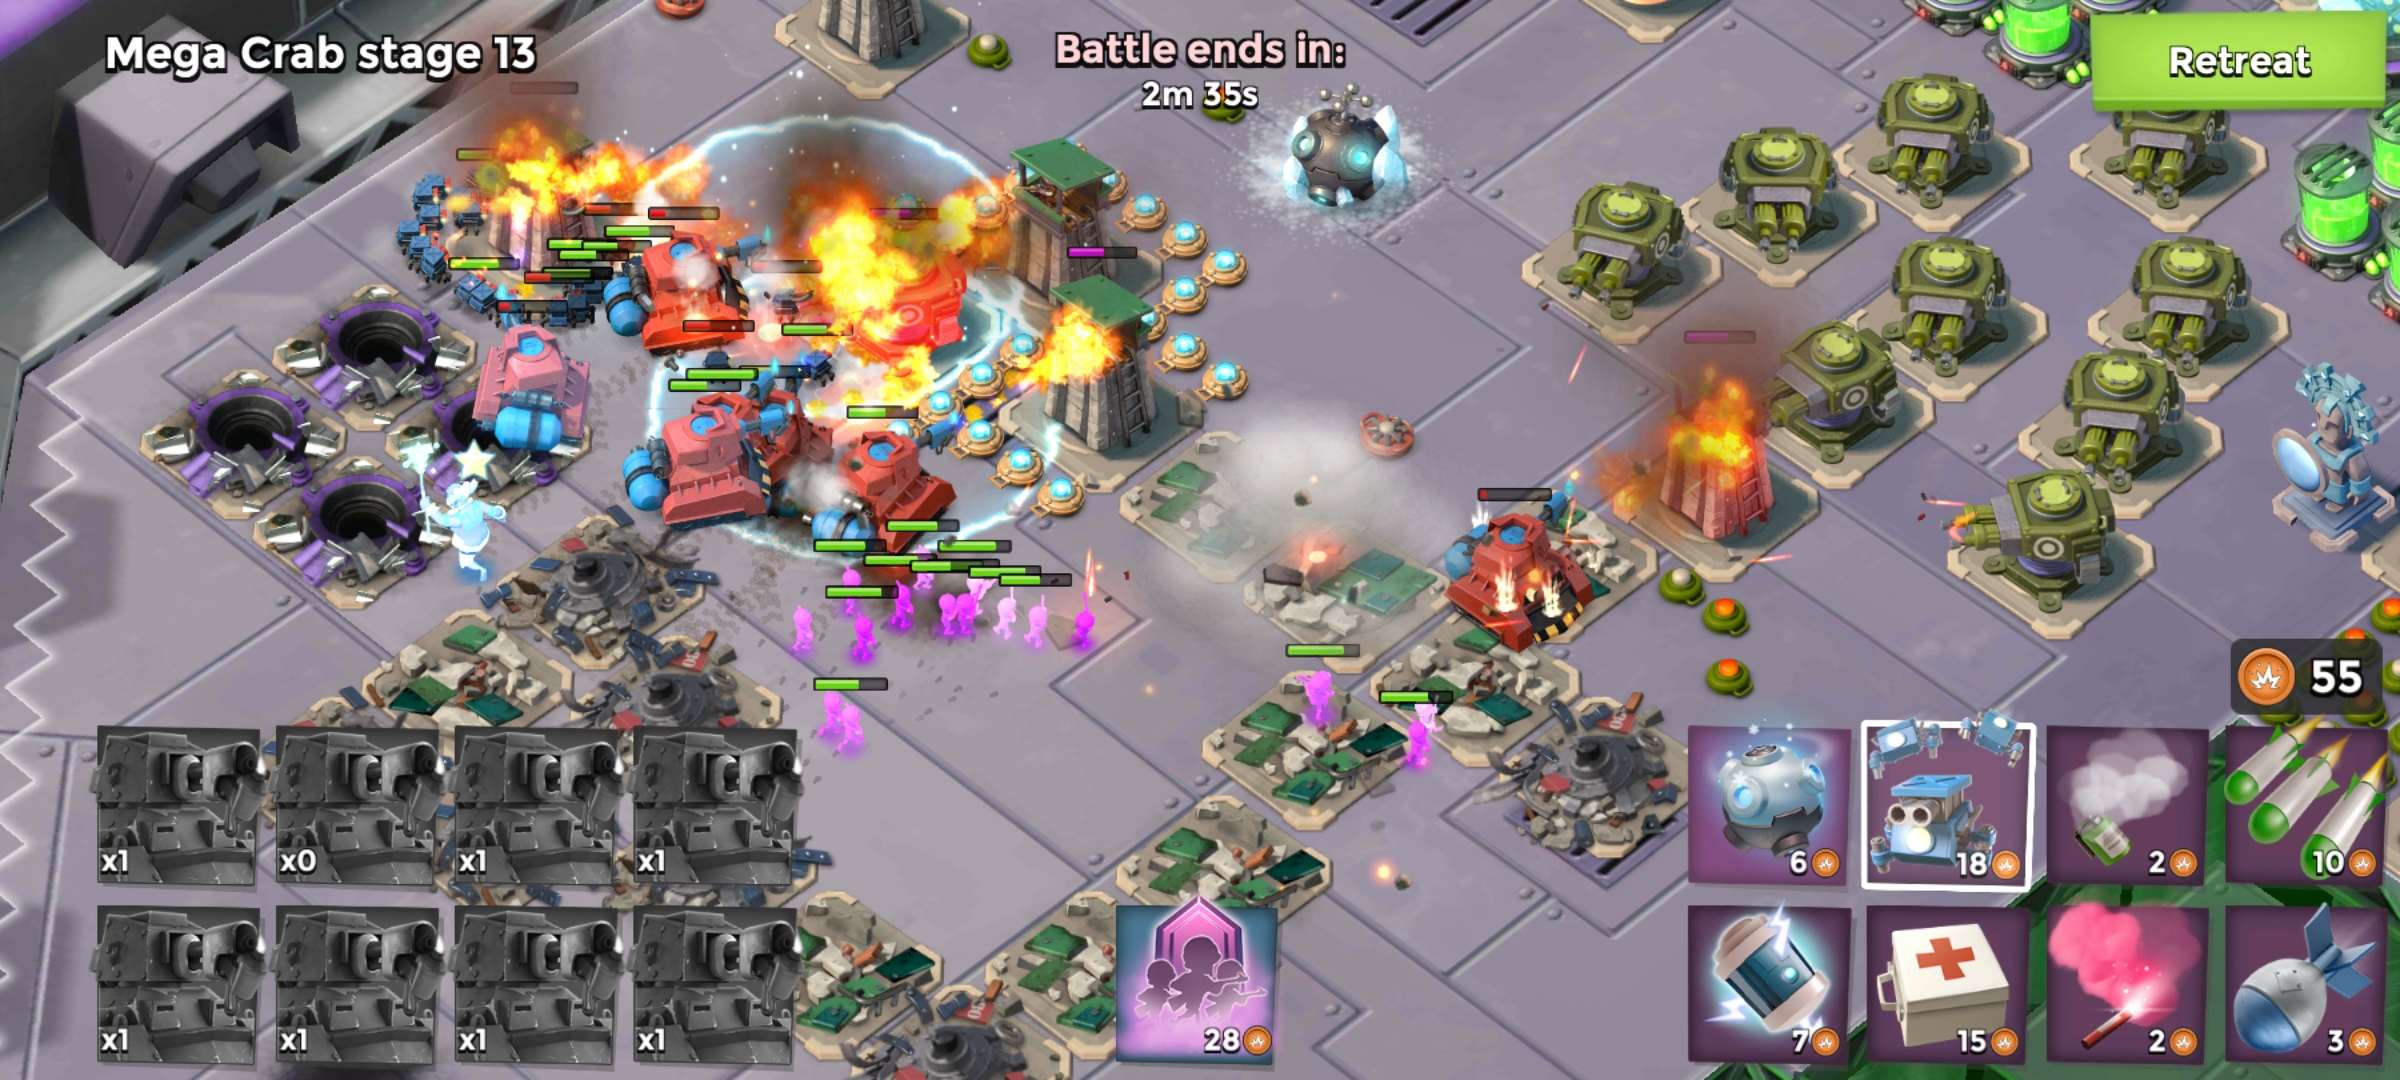 Mega Crab stage 13
Battle ends in:
2m 35s
Retreat
55
x1 x0 x1 x1
6 18 2 10
x1 x1 x1 x1
28
7 15 2 3